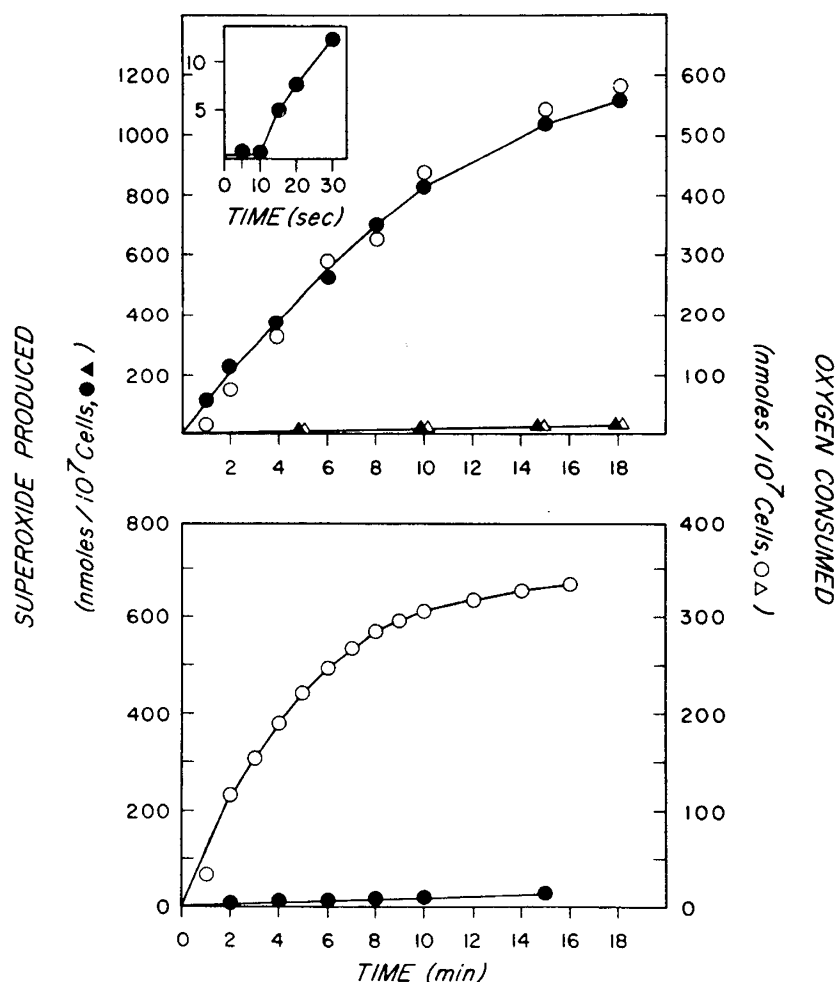 1200
1000
800
600
400
200
10
5
0 10 20 30
TIME (sec)
600
500
400
300
200
100
2 4 6 8 10 12 14 16 18
SUPEROXIDE PRODUCED
(nmoles/10⁷ Cells, ●▲)
OXYGEN CONSUMED
(nmoles/10⁷ Cells, ○△)
800
600
400
200
0
400
300
200
100
0
0 2 4 6 8 10 12 14 16 18
TIME (min)